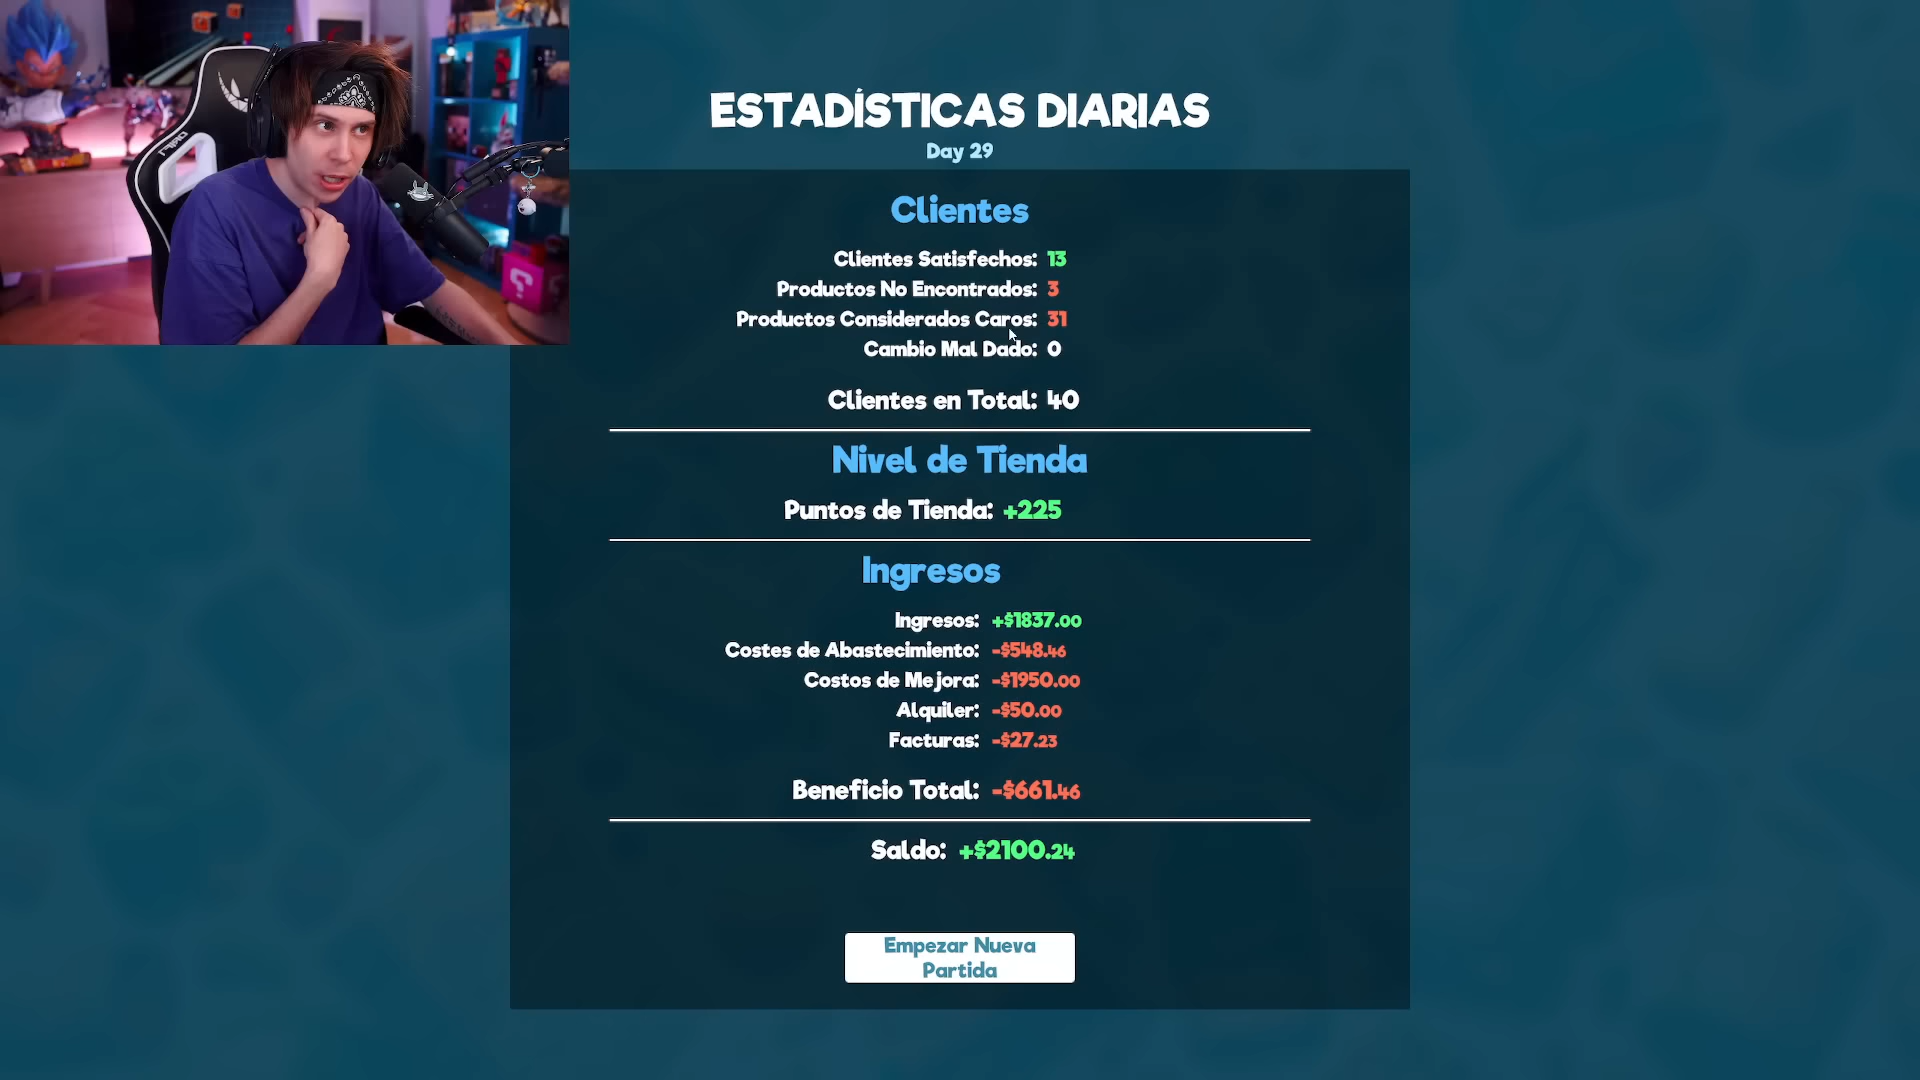 ESTADÍSTICAS DIARIAS
Day 29
Clientes
Clientes Satisfechos: 13
Productos No Encontrados: 3
Productos Considerados Caros: 31
Cambio Mal Dado: 0
Clientes en Total: 40
Nivel de Tienda
Puntos de Tienda: +225
Ingresos
Ingresos: +$1837.00
Costes de Abastecimiento: -$548.46
Costos de Mejora: -$1950.00
Alquiler: -$50.00
Facturas: -$27.23
Beneficio Total: -$661.46
Saldo: +$2100.24
Empezar Nueva
Partida